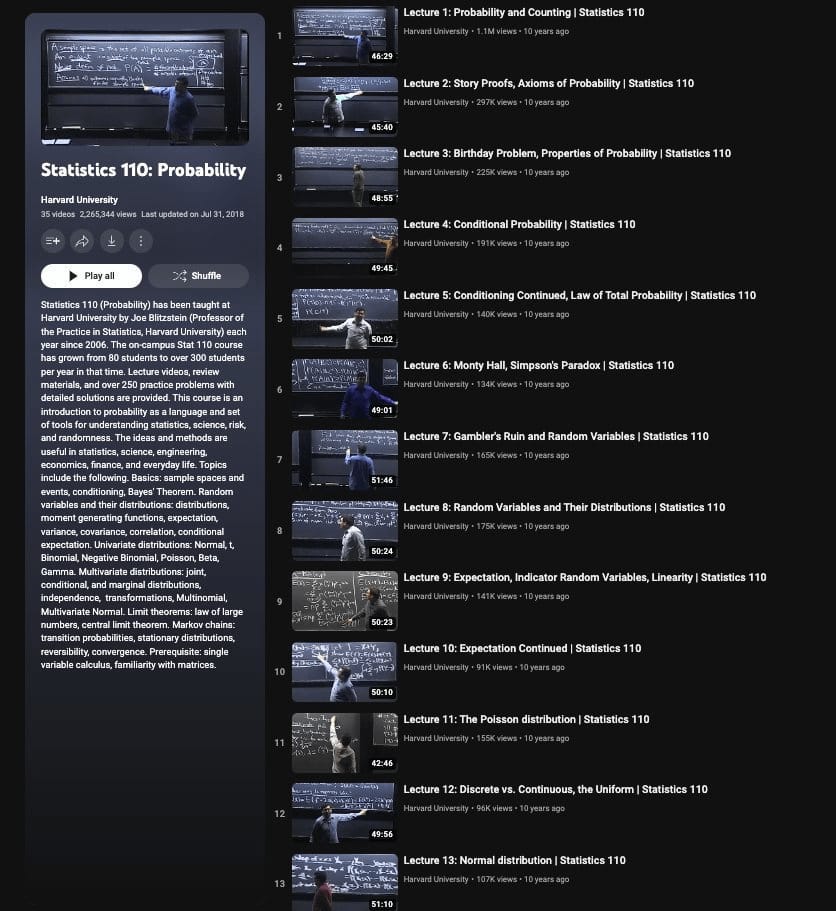 Statistics 110: Probability
Harvard University
35 videos 2,265,344 views Last updated on Jul 31, 2018
Play all
Shuffle
Statistics 110 (Probability) has been taught at
Harvard University by Joe Blitzstein (Professor of
the Practice in Statistics, Harvard University) each
year since 2006. The on-campus Stat 110 course
has grown from 80 students to over 300 students
per year in that time. Lecture videos, review
materials, and over 250 practice problems with
detailed solutions are provided. This course is an
introduction to probability as a language and set
of tools for understanding statistics, science, risk,
and randomness. The ideas and methods are
useful in statistics, science, engineering,
economics, finance, and everyday life. Topics
include the following. Basics: sample spaces and
events, conditioning, Bayes' Theorem. Random
variables and their distributions: distributions,
moment generating functions, expectation,
variance, covariance, correlation, conditional
expectation. Univariate distributions: Normal, t,
Binomial, Negative Binomial, Poisson, Beta,
Gamma. Multivariate distributions: joint,
conditional, and marginal distributions,
independence, transformations, Multinomial,
Multivariate Normal. Limit theorems: law of large
numbers, central limit theorem. Markov chains:
transition probabilities, stationary distributions,
reversibility, convergence. Prerequisite: single
variable calculus, familiarity with matrices.
1
46:29
Lecture 1: Probability and Counting | Statistics 110
Harvard University • 1.1M views • 10 years ago
2
45:40
Lecture 2: Story Proofs, Axioms of Probability | Statistics 110
Harvard University • 297K views • 10 years ago
3
48:55
Lecture 3: Birthday Problem, Properties of Probability | Statistics 110
Harvard University • 225K views • 10 years ago
4
49:45
Lecture 4: Conditional Probability | Statistics 110
Harvard University • 191K views • 10 years ago
5
50:02
Lecture 5: Conditioning Continued, Law of Total Probability | Statistics 110
Harvard University • 140K views • 10 years ago
6
49:01
Lecture 6: Monty Hall, Simpson's Paradox | Statistics 110
Harvard University • 134K views • 10 years ago
7
51:46
Lecture 7: Gambler's Ruin and Random Variables | Statistics 110
Harvard University • 165K views • 10 years ago
8
50:24
Lecture 8: Random Variables and Their Distributions | Statistics 110
Harvard University • 175K views • 10 years ago
9
50:23
Lecture 9: Expectation, Indicator Random Variables, Linearity | Statistics 110
Harvard University • 141K views • 10 years ago
10
50:10
Lecture 10: Expectation Continued | Statistics 110
Harvard University • 91K views • 10 years ago
11
42:46
Lecture 11: The Poisson distribution | Statistics 110
Harvard University • 155K views • 10 years ago
12
49:56
Lecture 12: Discrete vs. Continuous, the Uniform | Statistics 110
Harvard University • 96K views • 10 years ago
13
51:10
Lecture 13: Normal distribution | Statistics 110
Harvard University • 107K views • 10 years ago